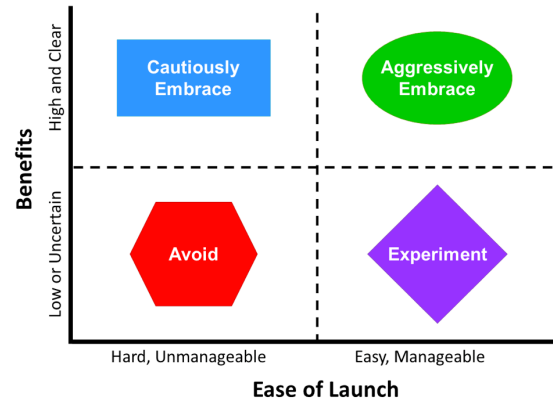 Benefits
High and Clear
Low or Uncertain
Cautiously
Embrace
Aggressively
Embrace
Avoid
Experiment
Hard, Unmanageable
Easy, Manageable
Ease of Launch